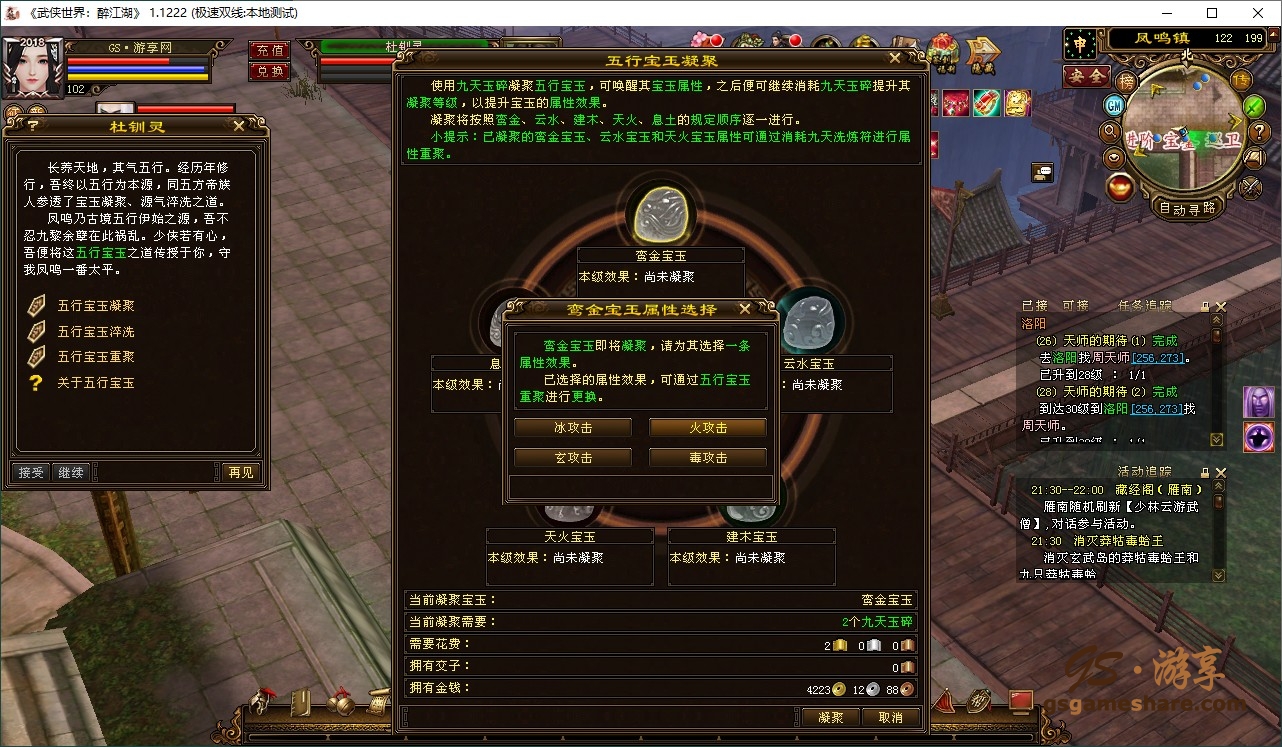 《武侠世界：醉江湖》 1.1222 (极速双线:本地测试)
2018
GS·游享网
102
充值
兑换
杜钏灵
凤鸣镇
122 199
申
安全
榜
传
GM
自动寻路
杜钏灵
长养天地，其气五行。经历年修
行，吾终以五行为本源，同五方帝族
人参透了宝玉凝聚、源气淬洗之道。
凤鸣乃古境五行伊始之源，吾不
忍九黎余孽在此祸乱。少侠若有心，
吾便将这五行宝玉之道传授于你，守
我凤鸣一番太平。
五行宝玉凝聚
五行宝玉淬洗
五行宝玉重聚
关于五行宝玉
接受
继续
再见
五行宝玉凝聚
使用九天玉碎凝聚五行宝玉，可唤醒其宝玉属性，之后便可继续消耗九天玉碎提升其
凝聚等级，以提升宝玉的属性效果。
凝聚将按照鸾金、云水、建木、天火、息土的规定顺序逐一进行。
小提示：已凝聚的鸾金宝玉、云水宝玉和天火宝玉属性可通过消耗九天洗炼符进行属
性重聚。
鸾金宝玉
本级效果：尚未凝聚
息
本级效果：
云水宝玉
：尚未凝聚
鸾金宝玉属性选择
鸾金宝玉即将凝聚，请为其选择一条
属性效果。
已选择的属性效果，可通过五行宝玉
重聚进行更换。
冰攻击
火攻击
玄攻击
毒攻击
天火宝玉
本级效果：尚未凝聚
建木宝玉
本级效果：尚未凝聚
当前凝聚宝玉：
鸾金宝玉
当前凝聚需要：
2个九天玉碎
需要花费：
2 0 0
拥有交子：
0
拥有金钱：
4223 12 88
凝聚
取消
已接 可接 任务追踪
洛阳
(26) 天师的期待(1) 完成
去洛阳找周天师[256,273]。
已升到28级 ： 1/1
(28) 天师的期待(2) 完成
到达30级到洛阳[256,273]找
周天师。
活动追踪
21:30--22:00 藏经阁（雁南）
雁南随机刷新【少林云游武
僧】,对话参与活动。
21:30 消灭莽牯毒蛤王
消灭玄武岛的莽牯毒蛤王和
九只莽牯毒蛤
GS·游享
gsgameshare.com